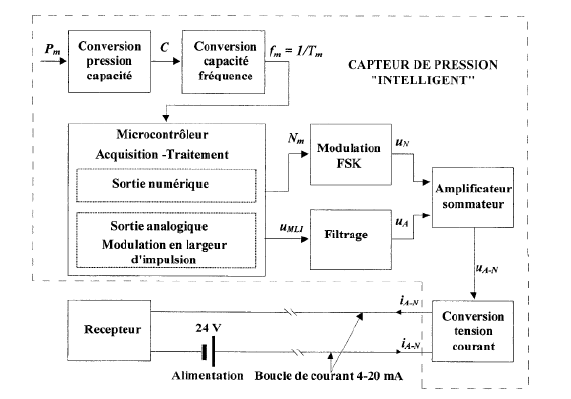 P_m
Conversion
pression
capacité
C
Conversion
capacité
fréquence
f_m = 1/T_m
CAPTEUR DE PRESSION
"INTELLIGENT"
Microcontrôleur
Acquisition -Traitement
Sortie numérique
Sortie analogique
Modulation en largeur
d'impulsion
N_m
Modulation
FSK
u_N
u_MLI
Filtrage
u_A
Amplificateur
sommateur
u_A-N
Recepteur
24 V
Alimentation
Boucle de courant 4-20 mA
i_A-N
i_A-N
Conversion
tension
courant